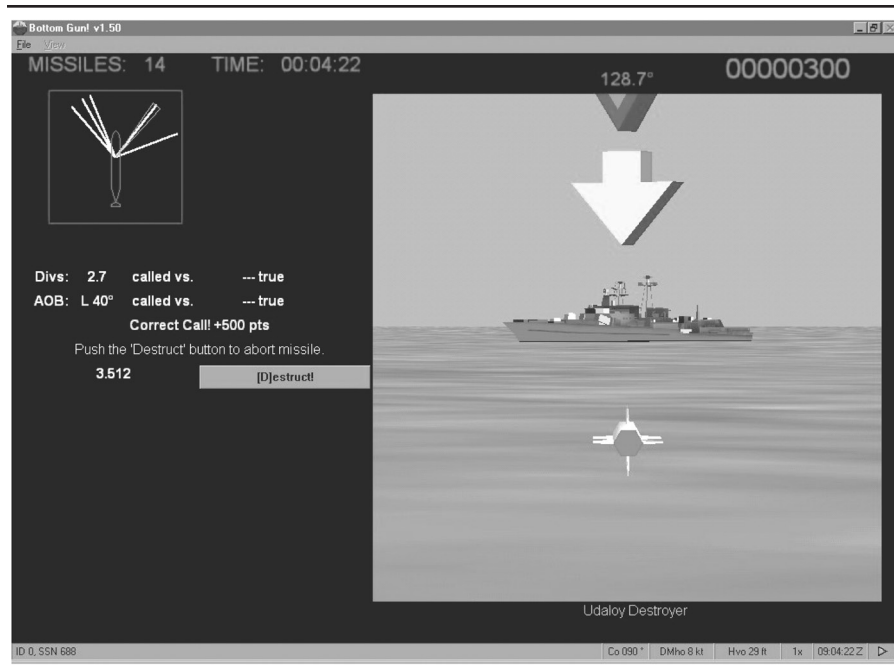 Bottom Gun! v1.50
File View
MISSILES: 14 TIME: 00:04:22 128.7° 00000300
Divs: 2.7 called vs. --- true
AOB: L 40° called vs. --- true
Correct Call! +500 pts
Push the 'Destruct' button to abort missile.
3.512 [D]estruct!
Udaloy Destroyer
ID 0, SSN 688 Co 090 ° DMho 8 kt Hvo 29 ft 1x 09:04:22 Z